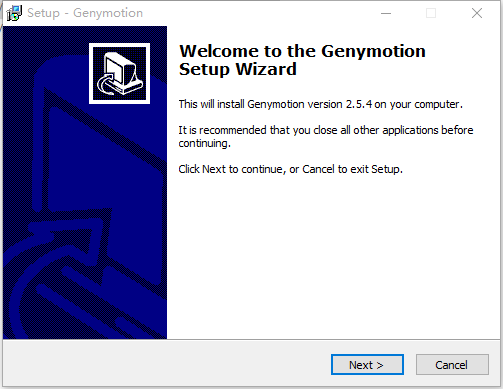 Setup - Genymotion
Welcome to the Genymotion
Setup Wizard
This will install Genymotion version 2.5.4 on your computer.
It is recommended that you close all other applications before
continuing.
Click Next to continue, or Cancel to exit Setup.
Next >
Cancel